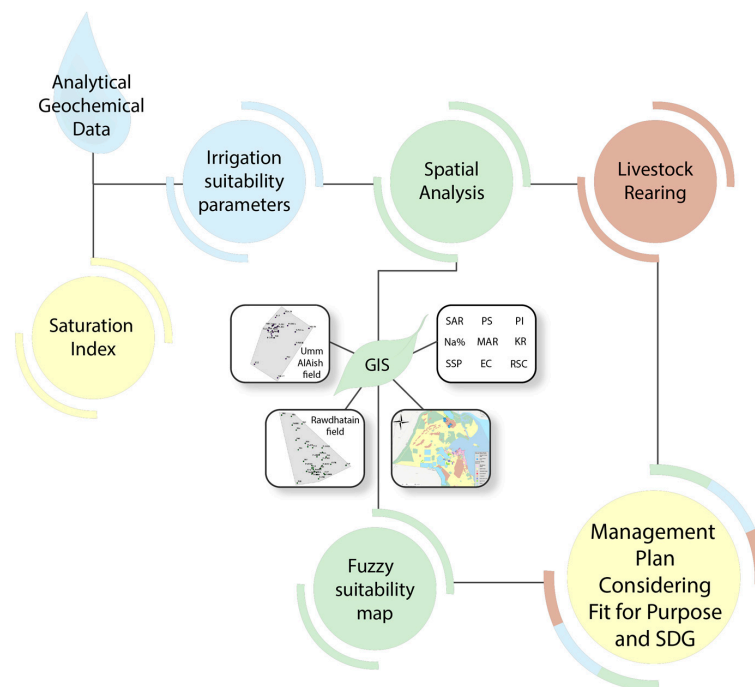 Analytical
Geochemical
Data
Irrigation
suitability
parameters
Spatial
Analysis
Livestock
Rearing
Saturation
Index
Umm
AlAish
field
GIS
SAR PS PI
Na% MAR KR
SSP EC RSC
Rawdhatain
field
Fuzzy
suitability
map
Management
Plan
Considering
Fit for Purpose
and SDG